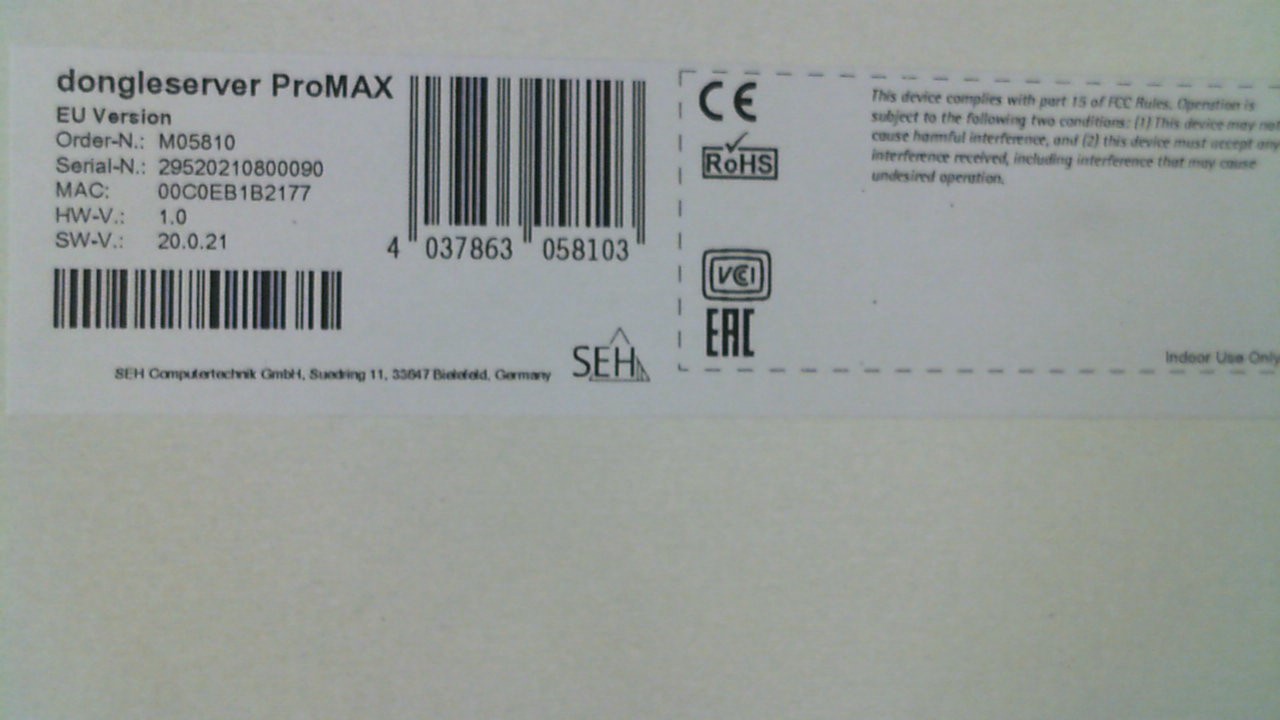 dongleserver ProMAX
EU Version
Order-N.: M05810
Serial-N.: 29520210800090
MAC: 00C0EB1B2177
HW-V.: 1.0
SW-V.: 20.0.21
4 037863 058103
SEH Computertechnik GmbH, Suedring 11, 33647 Bielefeld, Germany
SEH
CE
RoHS
VCCI
EAC
This device complies with part 15 of FCC Rules. Operation is
subject to the following two conditions: (1) This device may not
cause harmful interference, and (2) this device must accept any
interference received, including interference that may cause
undesired operation.
Indoor Use Only